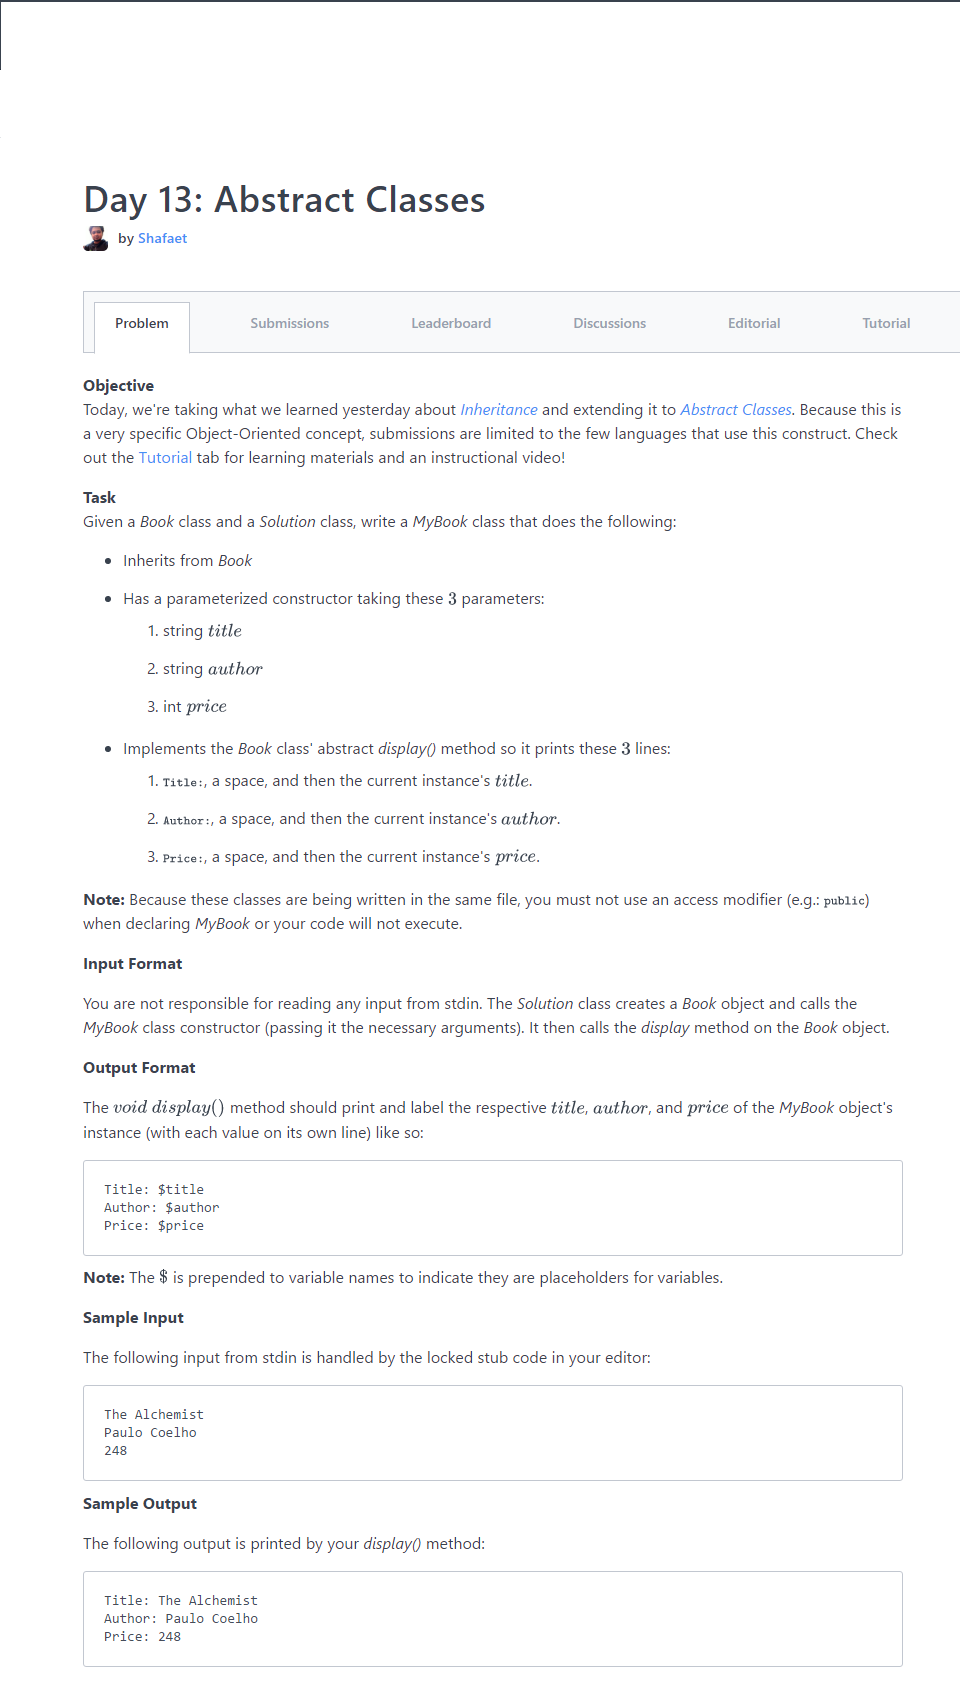 Day 13: Abstract Classes
by Shafaet
Problem
Submissions
Leaderboard
Discussions
Editorial
Tutorial
Objective
Today, we're taking what we learned yesterday about Inheritance and extending it to Abstract Classes. Because this is
a very specific Object-Oriented concept, submissions are limited to the few languages that use this construct. Check
out the Tutorial tab for learning materials and an instructional video!
Task
Given a Book class and a Solution class, write a MyBook class that does the following:
• Inherits from Book
• Has a parameterized constructor taking these 3 parameters:
1. string title
2. string author
3. int price
• Implements the Book class' abstract display() method so it prints these 3 lines:
1. Title:, a space, and then the current instance's title.
2. Author:, a space, and then the current instance's author.
3. Price:, a space, and then the current instance's price.
Note: Because these classes are being written in the same file, you must not use an access modifier (e.g.: public)
when declaring MyBook or your code will not execute.
Input Format
You are not responsible for reading any input from stdin. The Solution class creates a Book object and calls the
MyBook class constructor (passing it the necessary arguments). It then calls the display method on the Book object.
Output Format
The void display() method should print and label the respective title, author, and price of the MyBook object's
instance (with each value on its own line) like so:
Title: $title
Author: $author
Price: $price
Note: The $ is prepended to variable names to indicate they are placeholders for variables.
Sample Input
The following input from stdin is handled by the locked stub code in your editor:
The Alchemist
Paulo Coelho
248
Sample Output
The following output is printed by your display() method:
Title: The Alchemist
Author: Paulo Coelho
Price: 248